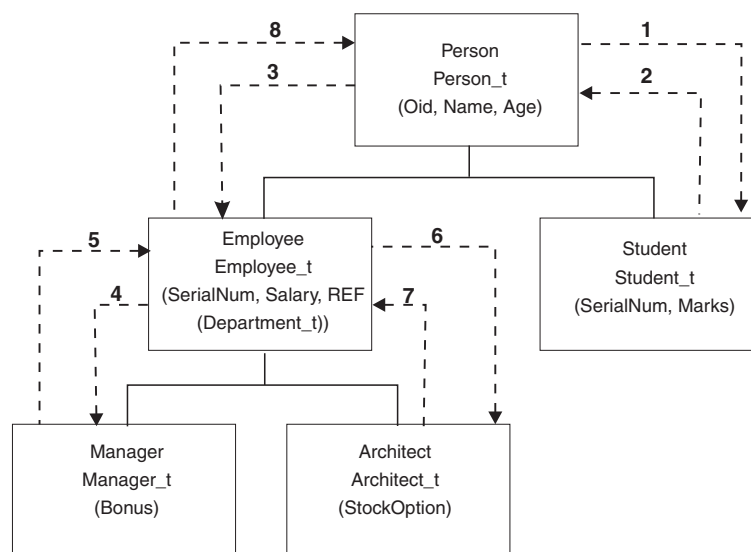 8
1
Person
Person_t
(Oid, Name, Age)
3
2
5
6
Employee
Employee_t
(SerialNum, Salary, REF
(Department_t))
Student
Student_t
(SerialNum, Marks)
4
7
Manager
Manager_t
(Bonus)
Architect
Architect_t
(StockOption)